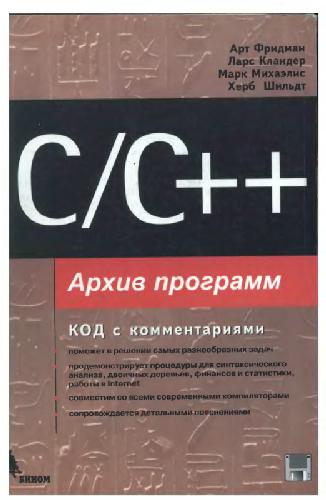 Арт Фридман
Ларс Кландер
Марк Михаэлис
Херб Шильдт
C/C++
Архив программ
КОД с комментариями
поможет в решении самых разнообразных задач
продемонстрирует процедуры для синтаксического
анализа, двоичных деревьев, финансов и статистики,
работы в Internet
совместим со всеми современными компиляторами
сопровождается детальными пояснениями
БИНОМ